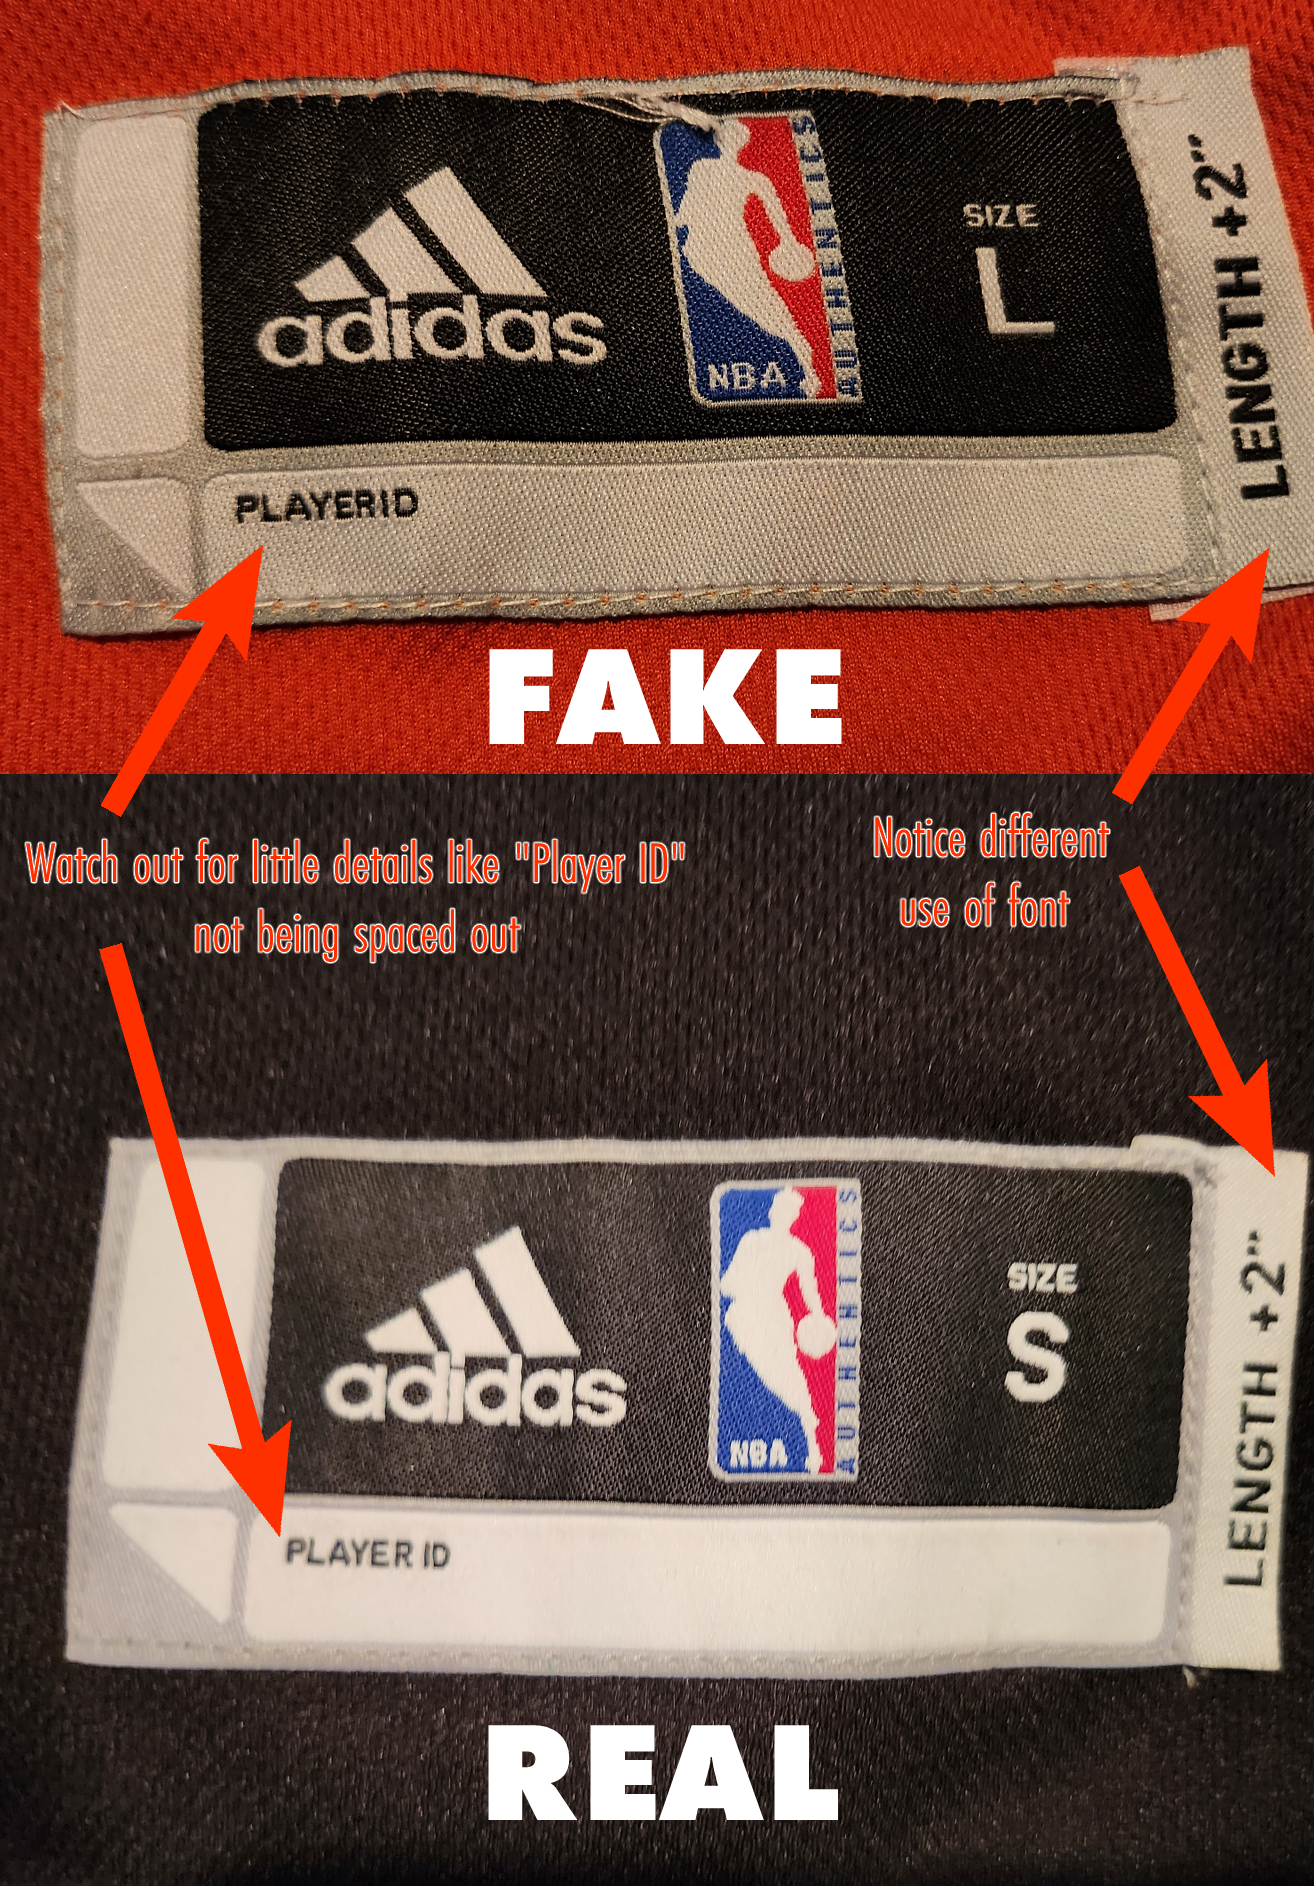 adidas
NBA
AUTHENTICS
SIZE
L
LENGTH +2"
PLAYERID
FAKE
Watch out for little details like "Player ID"
not being spaced out
Notice different
use of font
adidas
NBA
AUTHENTICS
SIZE
S
LENGTH +2"
PLAYER ID
REAL